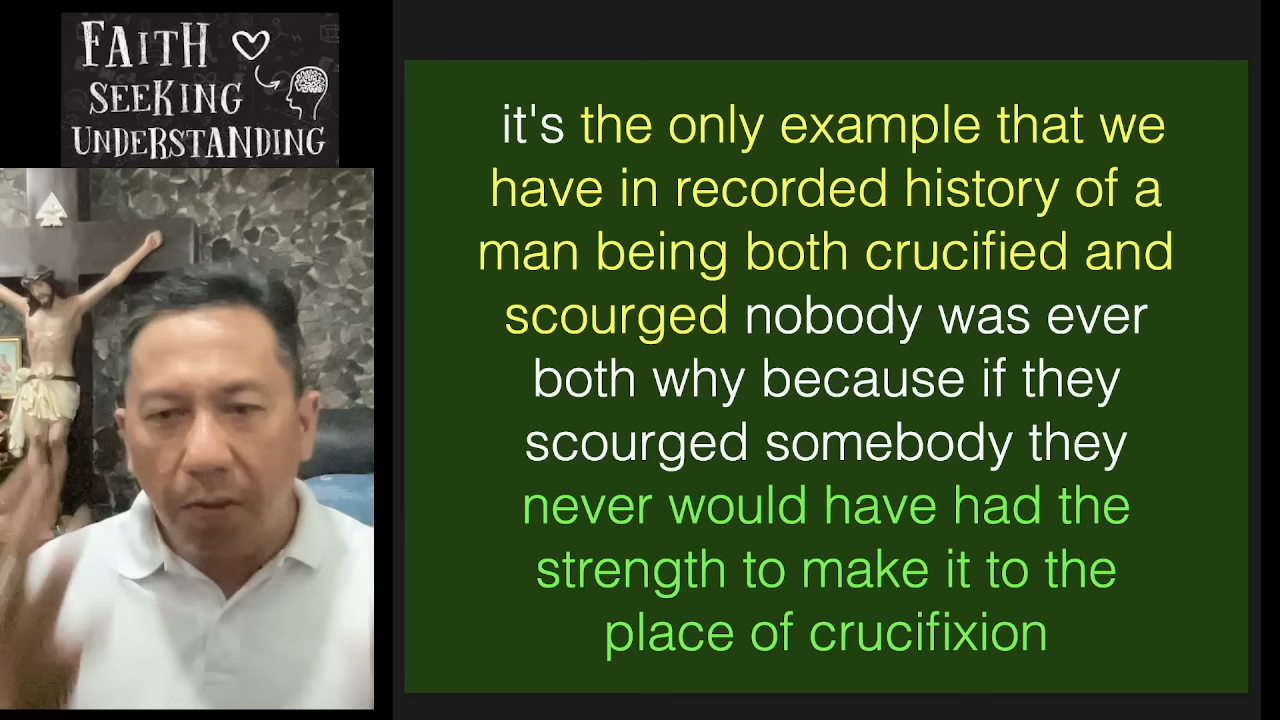 FAITH
SEEKING
UNDERSTANDING
it's the only example that we
have in recorded history of a
man being both crucified and
scourged nobody was ever
both why because if they
scourged somebody they
never would have had the
strength to make it to the
place of crucifixion